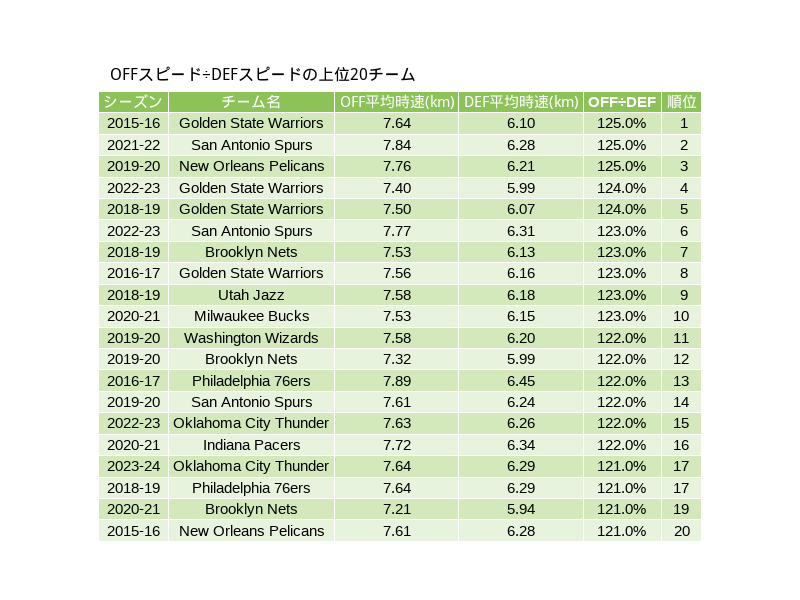 OFFスピード÷DEFスピードの上位20チーム
シーズン チーム名 OFF平均時速(km) DEF平均時速(km) OFF÷DEF 順位
2015-16 Golden State Warriors 7.64 6.10 125.0% 1
2021-22 San Antonio Spurs 7.84 6.28 125.0% 2
2019-20 New Orleans Pelicans 7.76 6.21 125.0% 3
2022-23 Golden State Warriors 7.40 5.99 124.0% 4
2018-19 Golden State Warriors 7.50 6.07 124.0% 5
2022-23 San Antonio Spurs 7.77 6.31 123.0% 6
2018-19 Brooklyn Nets 7.53 6.13 123.0% 7
2016-17 Golden State Warriors 7.56 6.16 123.0% 8
2018-19 Utah Jazz 7.58 6.18 123.0% 9
2020-21 Milwaukee Bucks 7.53 6.15 123.0% 10
2019-20 Washington Wizards 7.58 6.20 122.0% 11
2019-20 Brooklyn Nets 7.32 5.99 122.0% 12
2016-17 Philadelphia 76ers 7.89 6.45 122.0% 13
2019-20 San Antonio Spurs 7.61 6.24 122.0% 14
2022-23 Oklahoma City Thunder 7.63 6.26 122.0% 15
2020-21 Indiana Pacers 7.72 6.34 122.0% 16
2023-24 Oklahoma City Thunder 7.64 6.29 121.0% 17
2018-19 Philadelphia 76ers 7.64 6.29 121.0% 17
2020-21 Brooklyn Nets 7.21 5.94 121.0% 19
2015-16 New Orleans Pelicans 7.61 6.28 121.0% 20